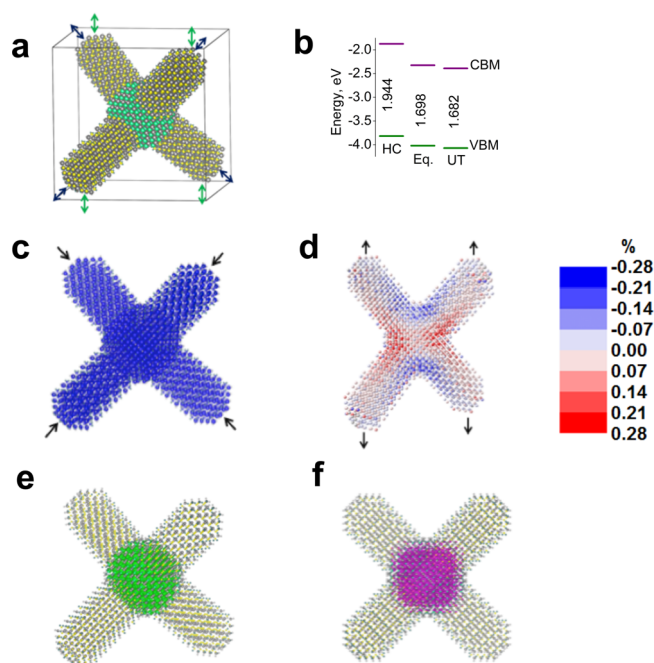 a
b
Energy, eV
-2.0
-2.5
-3.0
-3.5
-4.0
1.944
1.698
1.682
CBM
VBM
HC
Eq.
UT
c
d
%
-0.28
-0.21
-0.14
-0.07
0.00
0.07
0.14
0.21
0.28
e
f